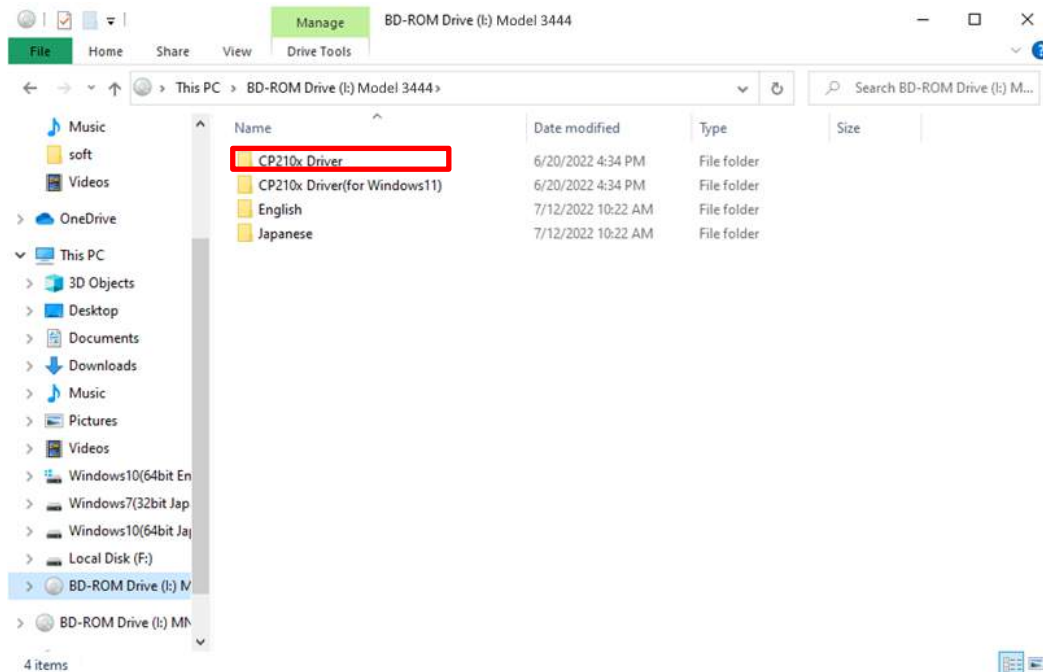 Manage
BD-ROM Drive (I:) Model 3444
File
Home
Share
View
Drive Tools
This PC > BD-ROM Drive (I:) Model 3444 >
Search BD-ROM Drive (I:) M...
Name
Date modified
Type
Size
Music
soft
Videos
OneDrive
This PC
3D Objects
Desktop
Documents
Downloads
Music
Pictures
Videos
Windows10(64bit En
Windows7(32bit Jap
Windows10(64bit Jap
Local Disk (F:)
BD-ROM Drive (I:) M
BD-ROM Drive (I:) MN
CP210x Driver 6/20/2022 4:34 PM File folder
CP210x Driver(for Windows11) 6/20/2022 4:34 PM File folder
English 7/12/2022 10:22 AM File folder
Japanese 7/12/2022 10:22 AM File folder
4 items